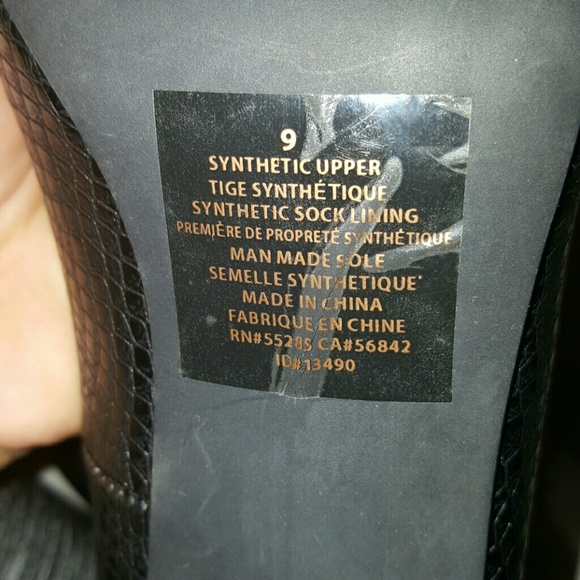 9
SYNTHETIC UPPER
TIGE SYNTHÉTIQUE
SYNTHETIC SOCK LINING
PREMIÈRE DE PROPRETÉ SYNTHÉTIQUE
MAN MADE SOLE
SEMELLE SYNTHETIQUE'
MADE IN CHINA
FABRIQUE EN CHINE
RN#55285 CA#56842
ID#13490